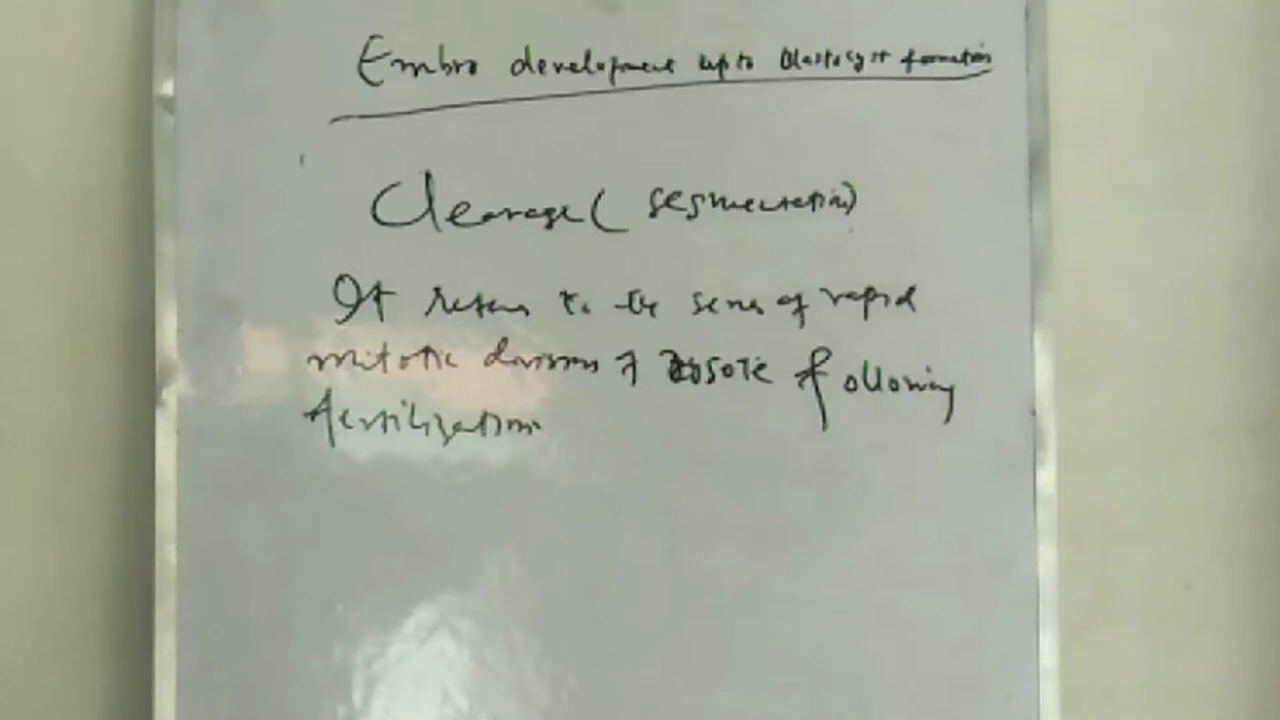 Embro development upto Blastocyst formation
Cleavage ( segmentation)
It refers to the series of rapid
mitotic divisions of zygote following
fertilization